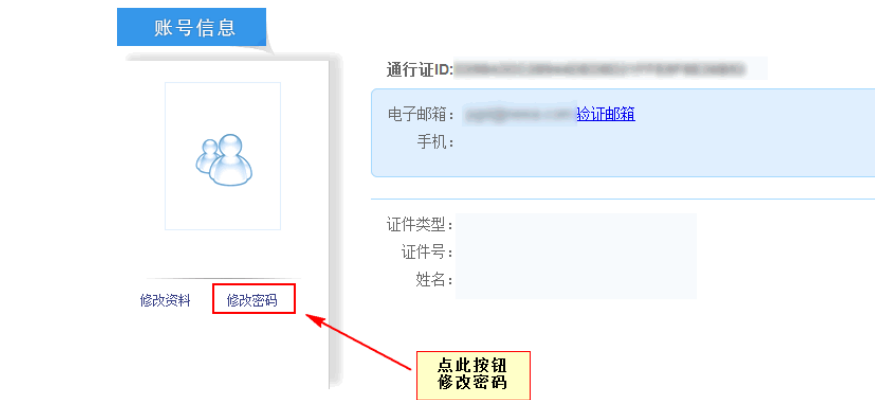 账号信息
通行证ID:
电子邮箱： 验证邮箱
手机：
证件类型：
证件号：
姓名：
修改资料 修改密码
点此按钮
修改密码